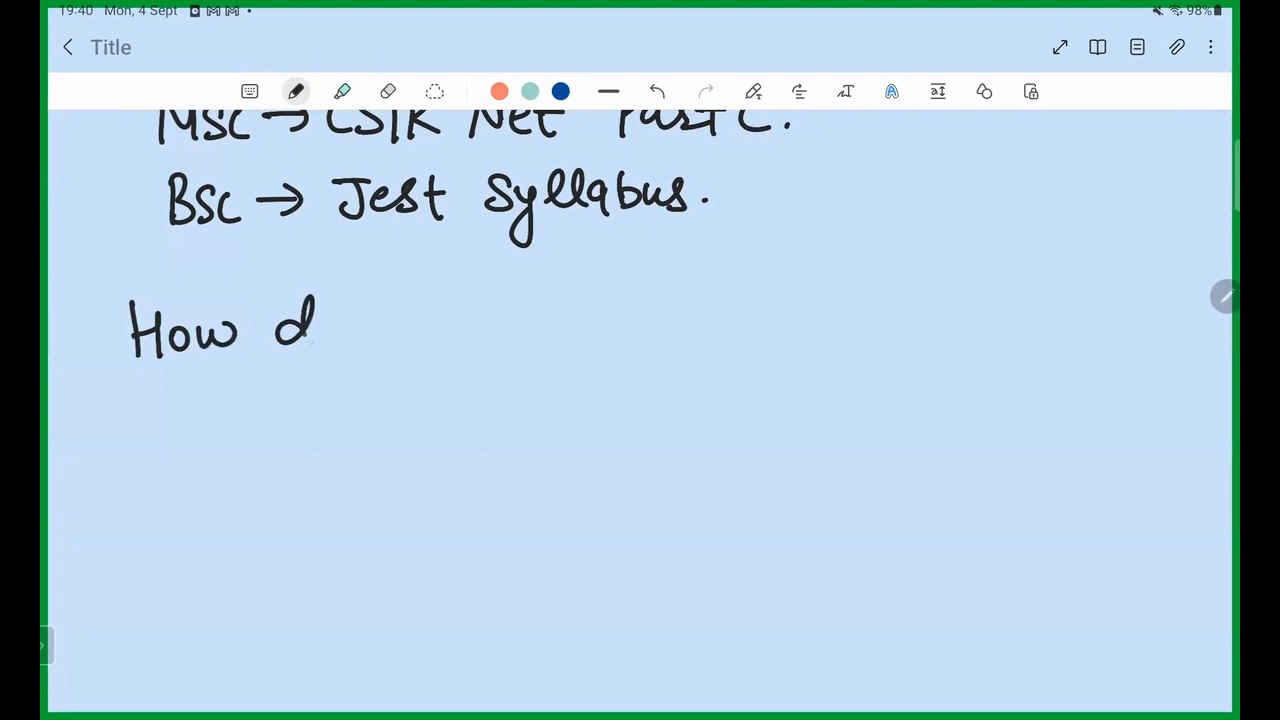 19:40 Mon, 4 Sept
98%
Title
MSc → CSIR Net Part C.
BSc → Jest Syllabus.
How d